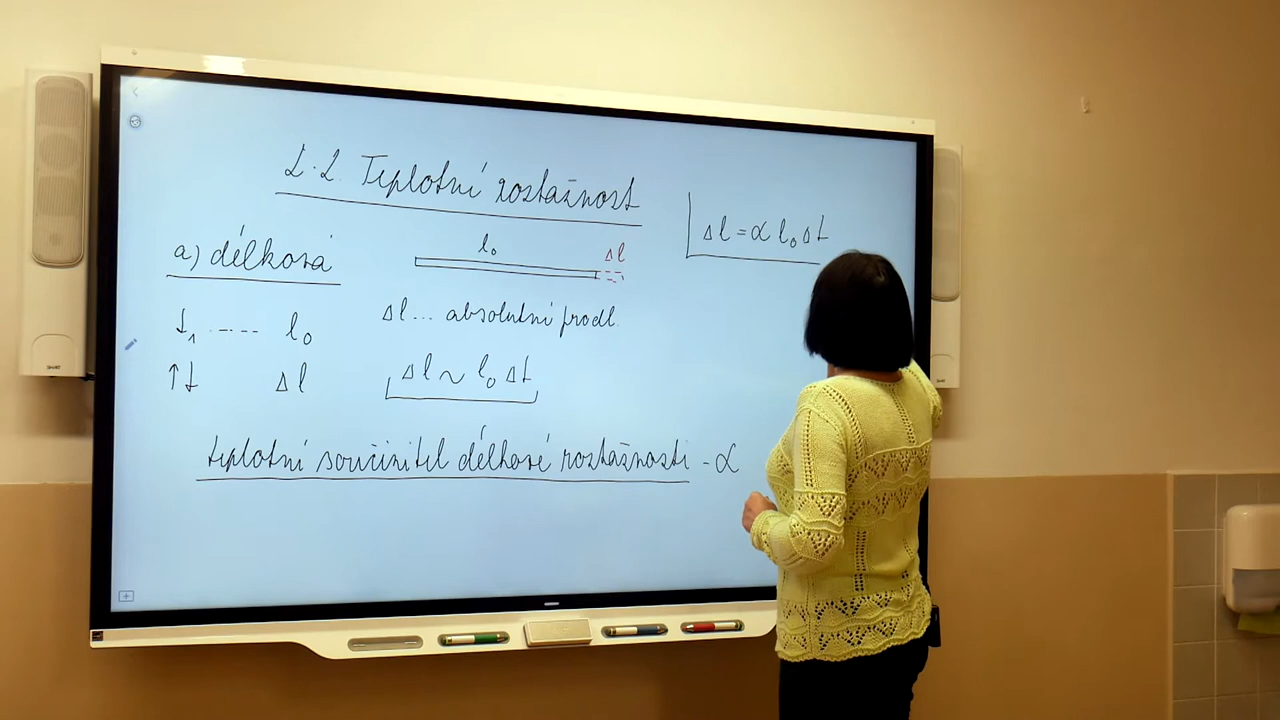 2.2. Teplotní roztažnost
a) délková
l₀
Δl
t₁ ---- l₀
Δl ... absolutní prodl.
↑t Δl
Δl ~ l₀ Δt
teplotní součinitel délkové roztažnosti - α
Δl = α l₀ Δt